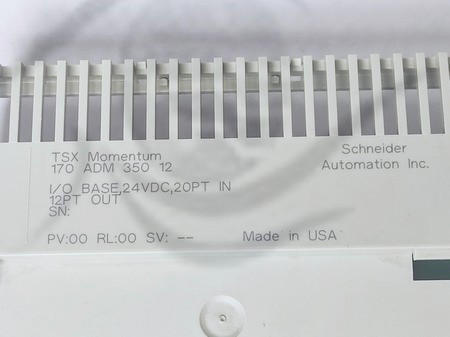 TSX Momentum
170 ADM 350 12
Schneider
Automation Inc.
I/O BASE,24VDC,20PT IN
12PT OUT
SN:
PV:00 RL:00 SV: --
Made in USA